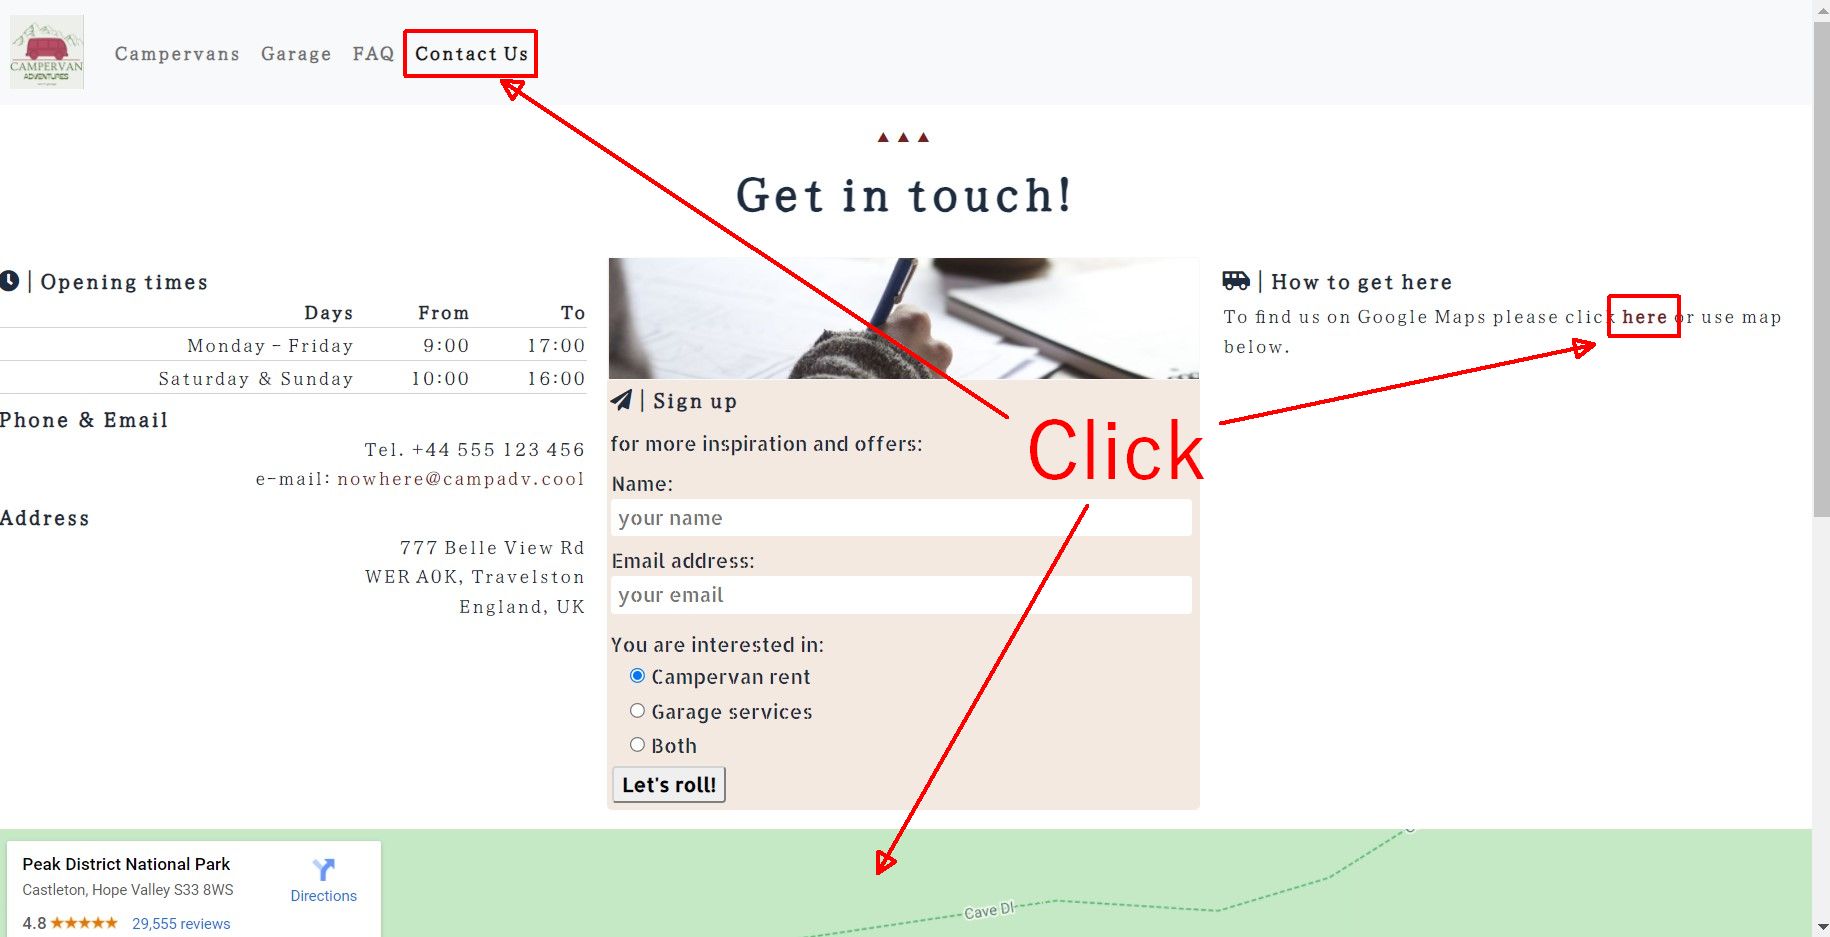 CAMPERVAN
ADVENTURES
Campervans Garage FAQ Contact Us
Get in touch!
| Opening times
Days From To
Monday - Friday 9:00 17:00
Saturday & Sunday 10:00 16:00
Phone & Email
Tel. +44 555 123 456
e-mail: nowhere@campadv.cool
Address
777 Belle View Rd
WER A0K, Travelston
England, UK
| Sign up
for more inspiration and offers:
Name:
your name
Email address:
your email
You are interested in:
Campervan rent
Garage services
Both
Let's roll!
| How to get here
To find us on Google Maps please click here or use map
below.
Click
Peak District National Park
Castleton, Hope Valley S33 8WS
Directions
4.8 ★★★★★ 29,555 reviews
Cave Dl